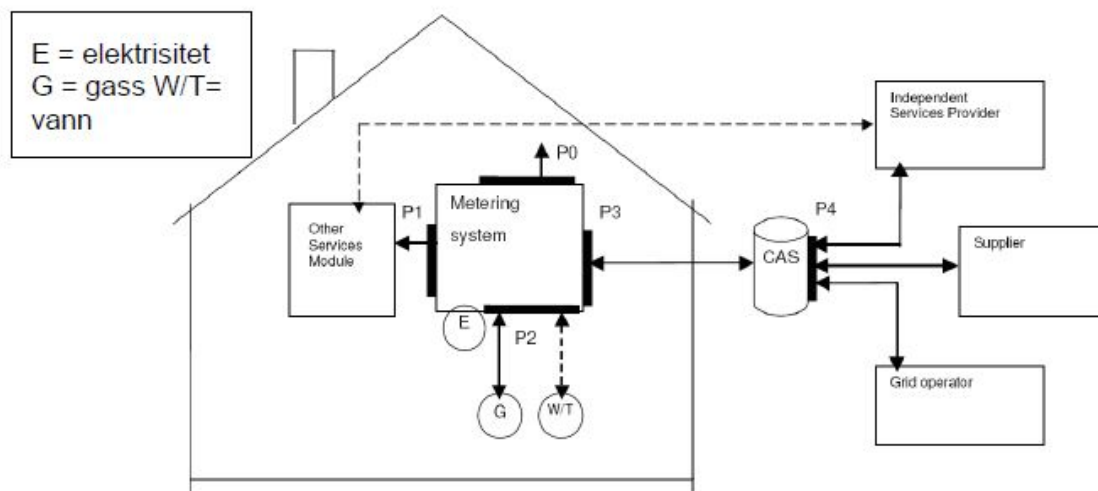 E = elektrisitet
G = gass W/T=
vann
Independent
Services Provider
P0
P1
Metering
system
P3
P4
Other
Services
Module
CAS
Supplier
E
P2
G
W/T
Grid operator